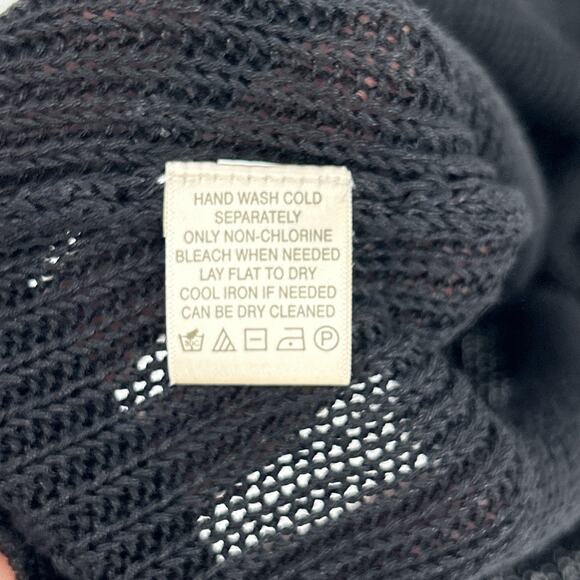 HAND WASH COLD
SEPARATELY
ONLY NON-CHLORINE
BLEACH WHEN NEEDED
LAY FLAT TO DRY
COOL IRON IF NEEDED
CAN BE DRY CLEANED
P